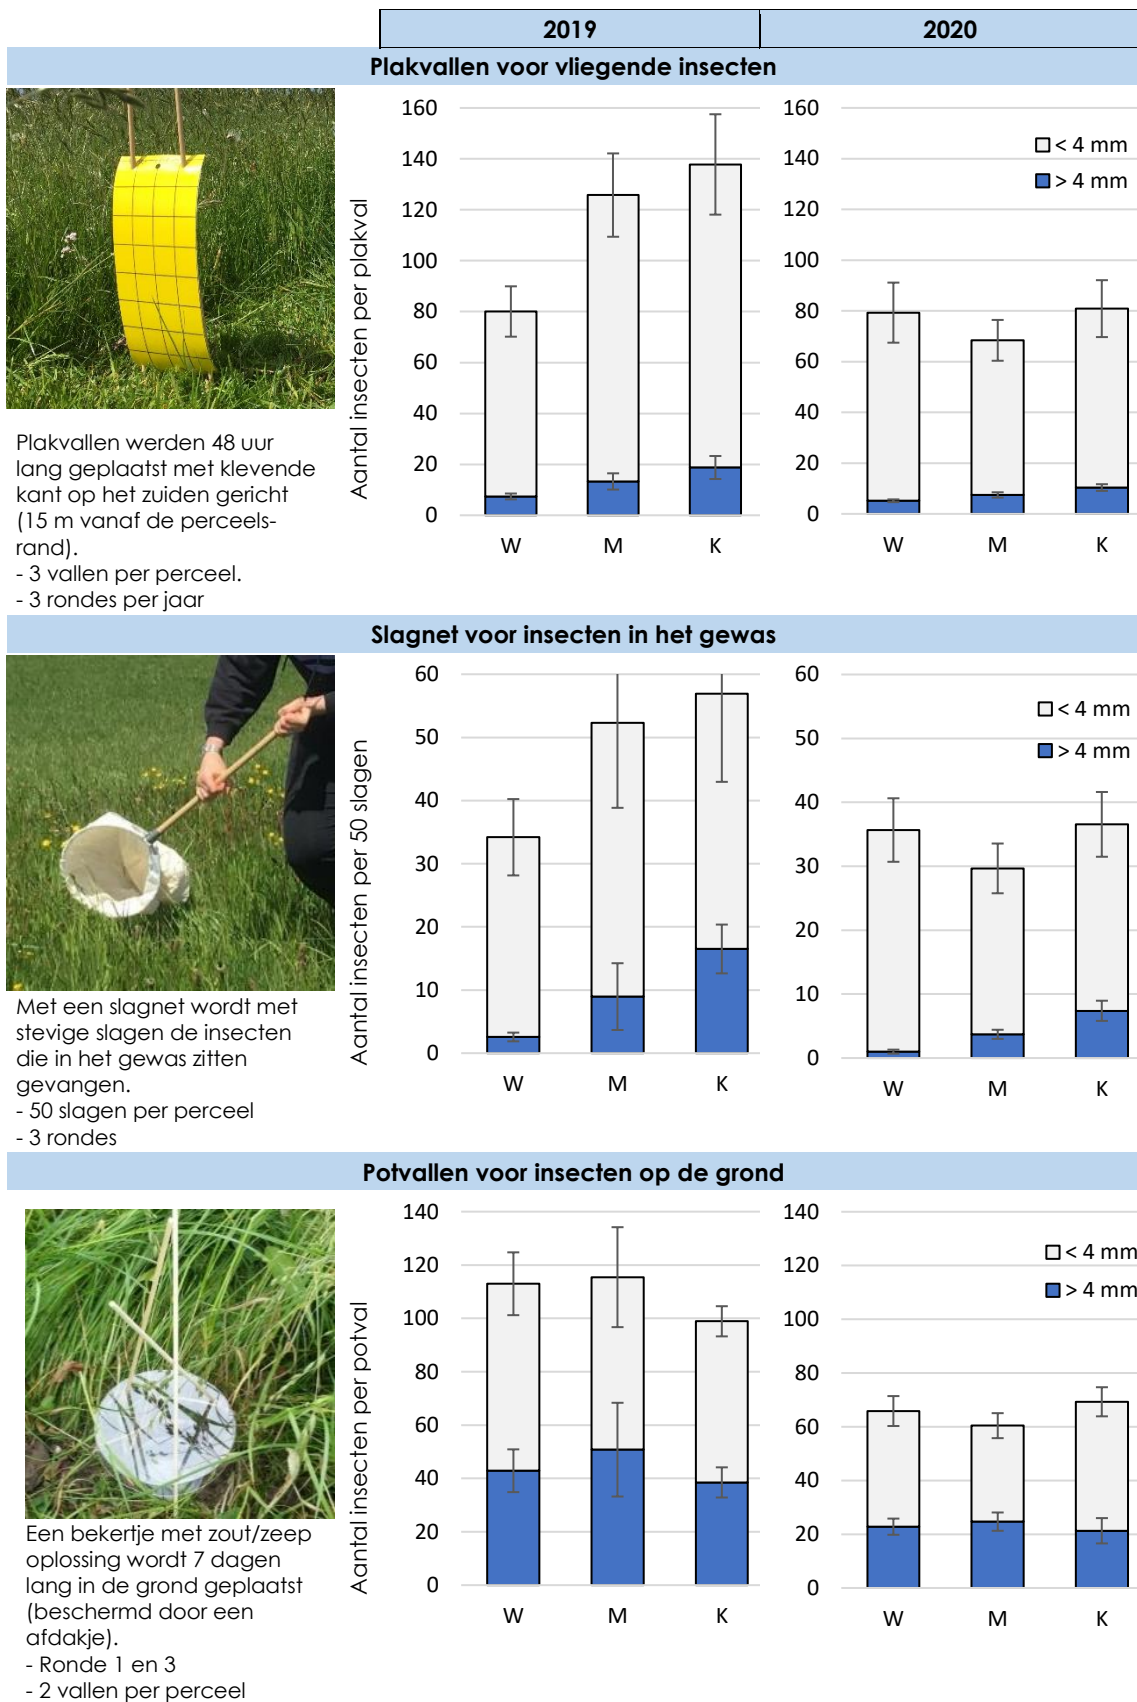 2019
2020
Plakvallen voor vliegende insecten
Plakvallen werden 48 uur
lang geplaatst met klevende
kant op het zuiden gericht
(15 m vanaf de perceels-
rand).
- 3 vallen per perceel.
- 3 rondes per jaar
Aantal insecten per plakval
160
140
120
100
80
60
40
20
0
W M K
160
140
120
100
80
60
40
20
0
W M K
< 4 mm
> 4 mm
Slagnet voor insecten in het gewas
Met een slagnet wordt met
stevige slagen de insecten
die in het gewas zitten
gevangen.
- 50 slagen per perceel
- 3 rondes
Aantal insecten per 50 slagen
60
50
40
30
20
10
0
W M K
60
50
40
30
20
10
0
W M K
< 4 mm
> 4 mm
Potvallen voor insecten op de grond
Een bekertje met zout/zeep
oplossing wordt 7 dagen
lang in de grond geplaatst
(beschermd door een
afdakje).
- Ronde 1 en 3
- 2 vallen per perceel
Aantal insecten per potval
140
120
100
80
60
40
20
0
W M K
140
120
100
80
60
40
20
0
W M K
< 4 mm
> 4 mm